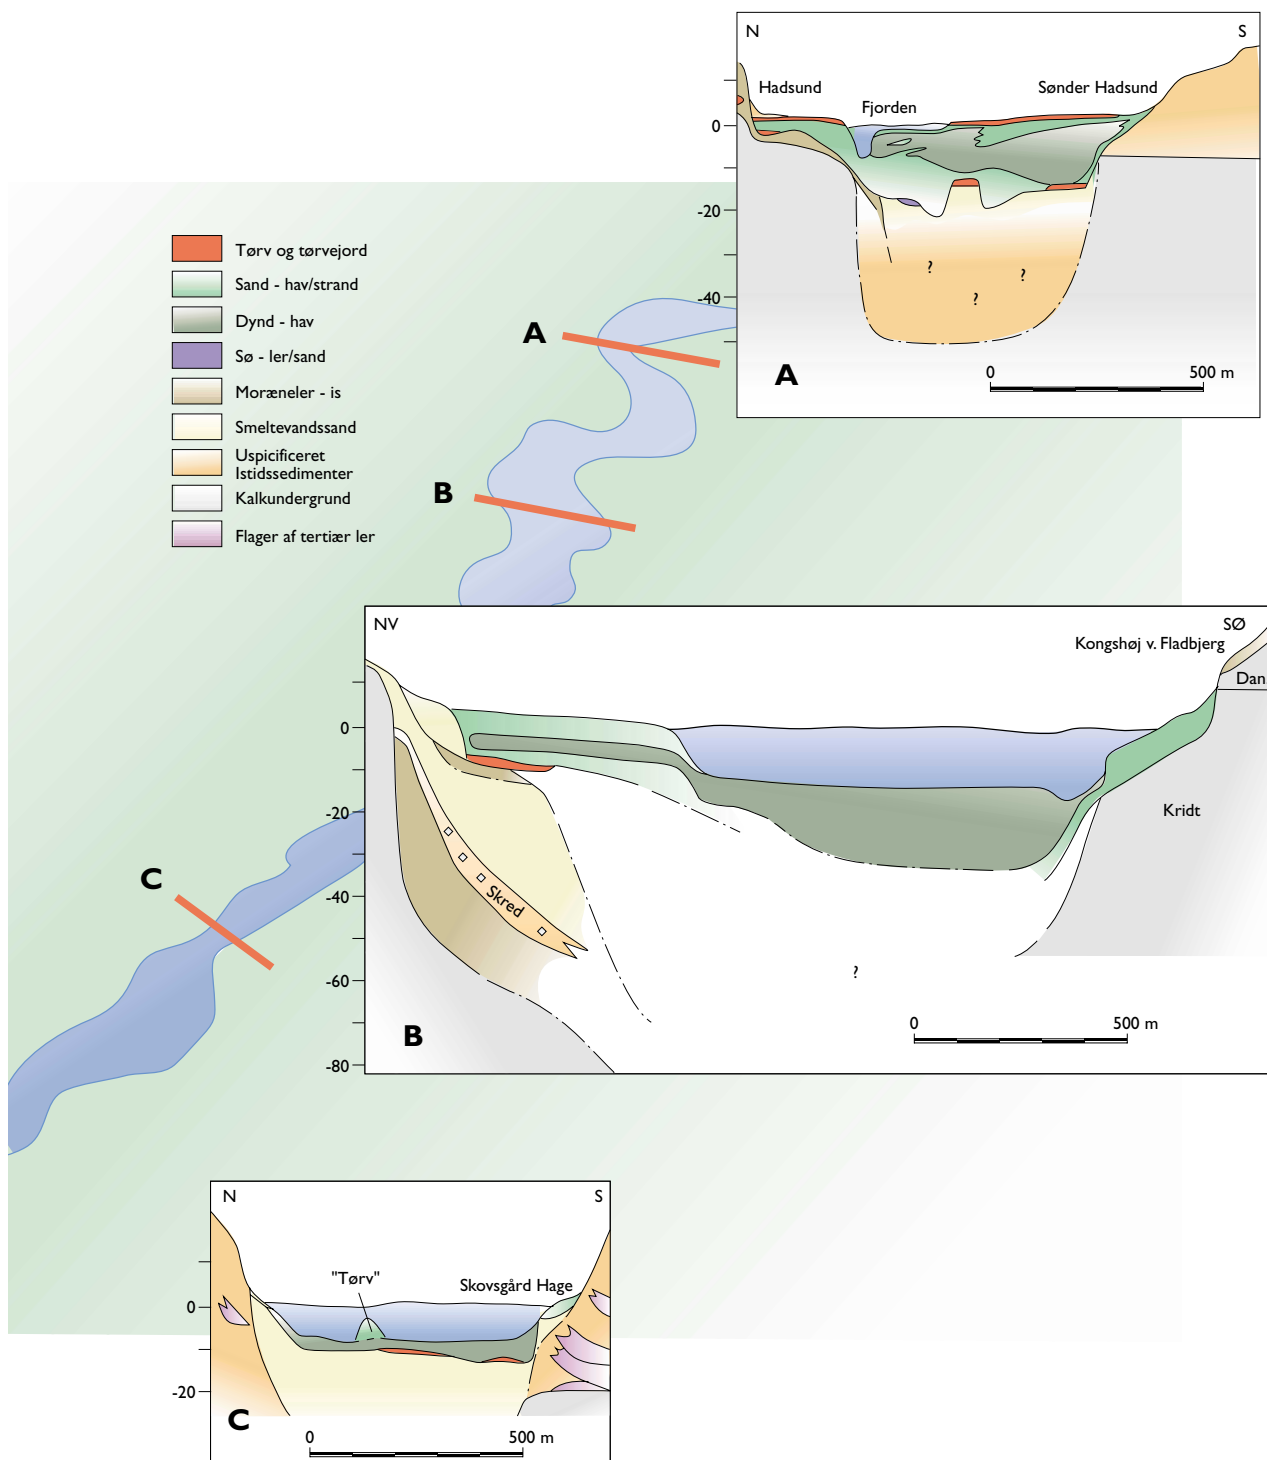 N
S
Hadsund
Sønder Hadsund
Fjorden
0
-20
-40
?
?
?
A
0
500 m
Tørv og tørvejord
Sand - hav/strand
Dynd - hav
Sø - ler/sand
Moræneler - is
Smeltevandssand
Uspicificeret
Istidssedimenter
Kalkundergrund
Flager af tertiær ler
A
B
C
NV
SØ
Kongshøj v. Fladbjerg
Dan
0
-20
-40
-60
-80
Kridt
Skred
?
B
0
500 m
N
S
"Tørv"
Skovsgård Hage
0
-20
C
0
500 m